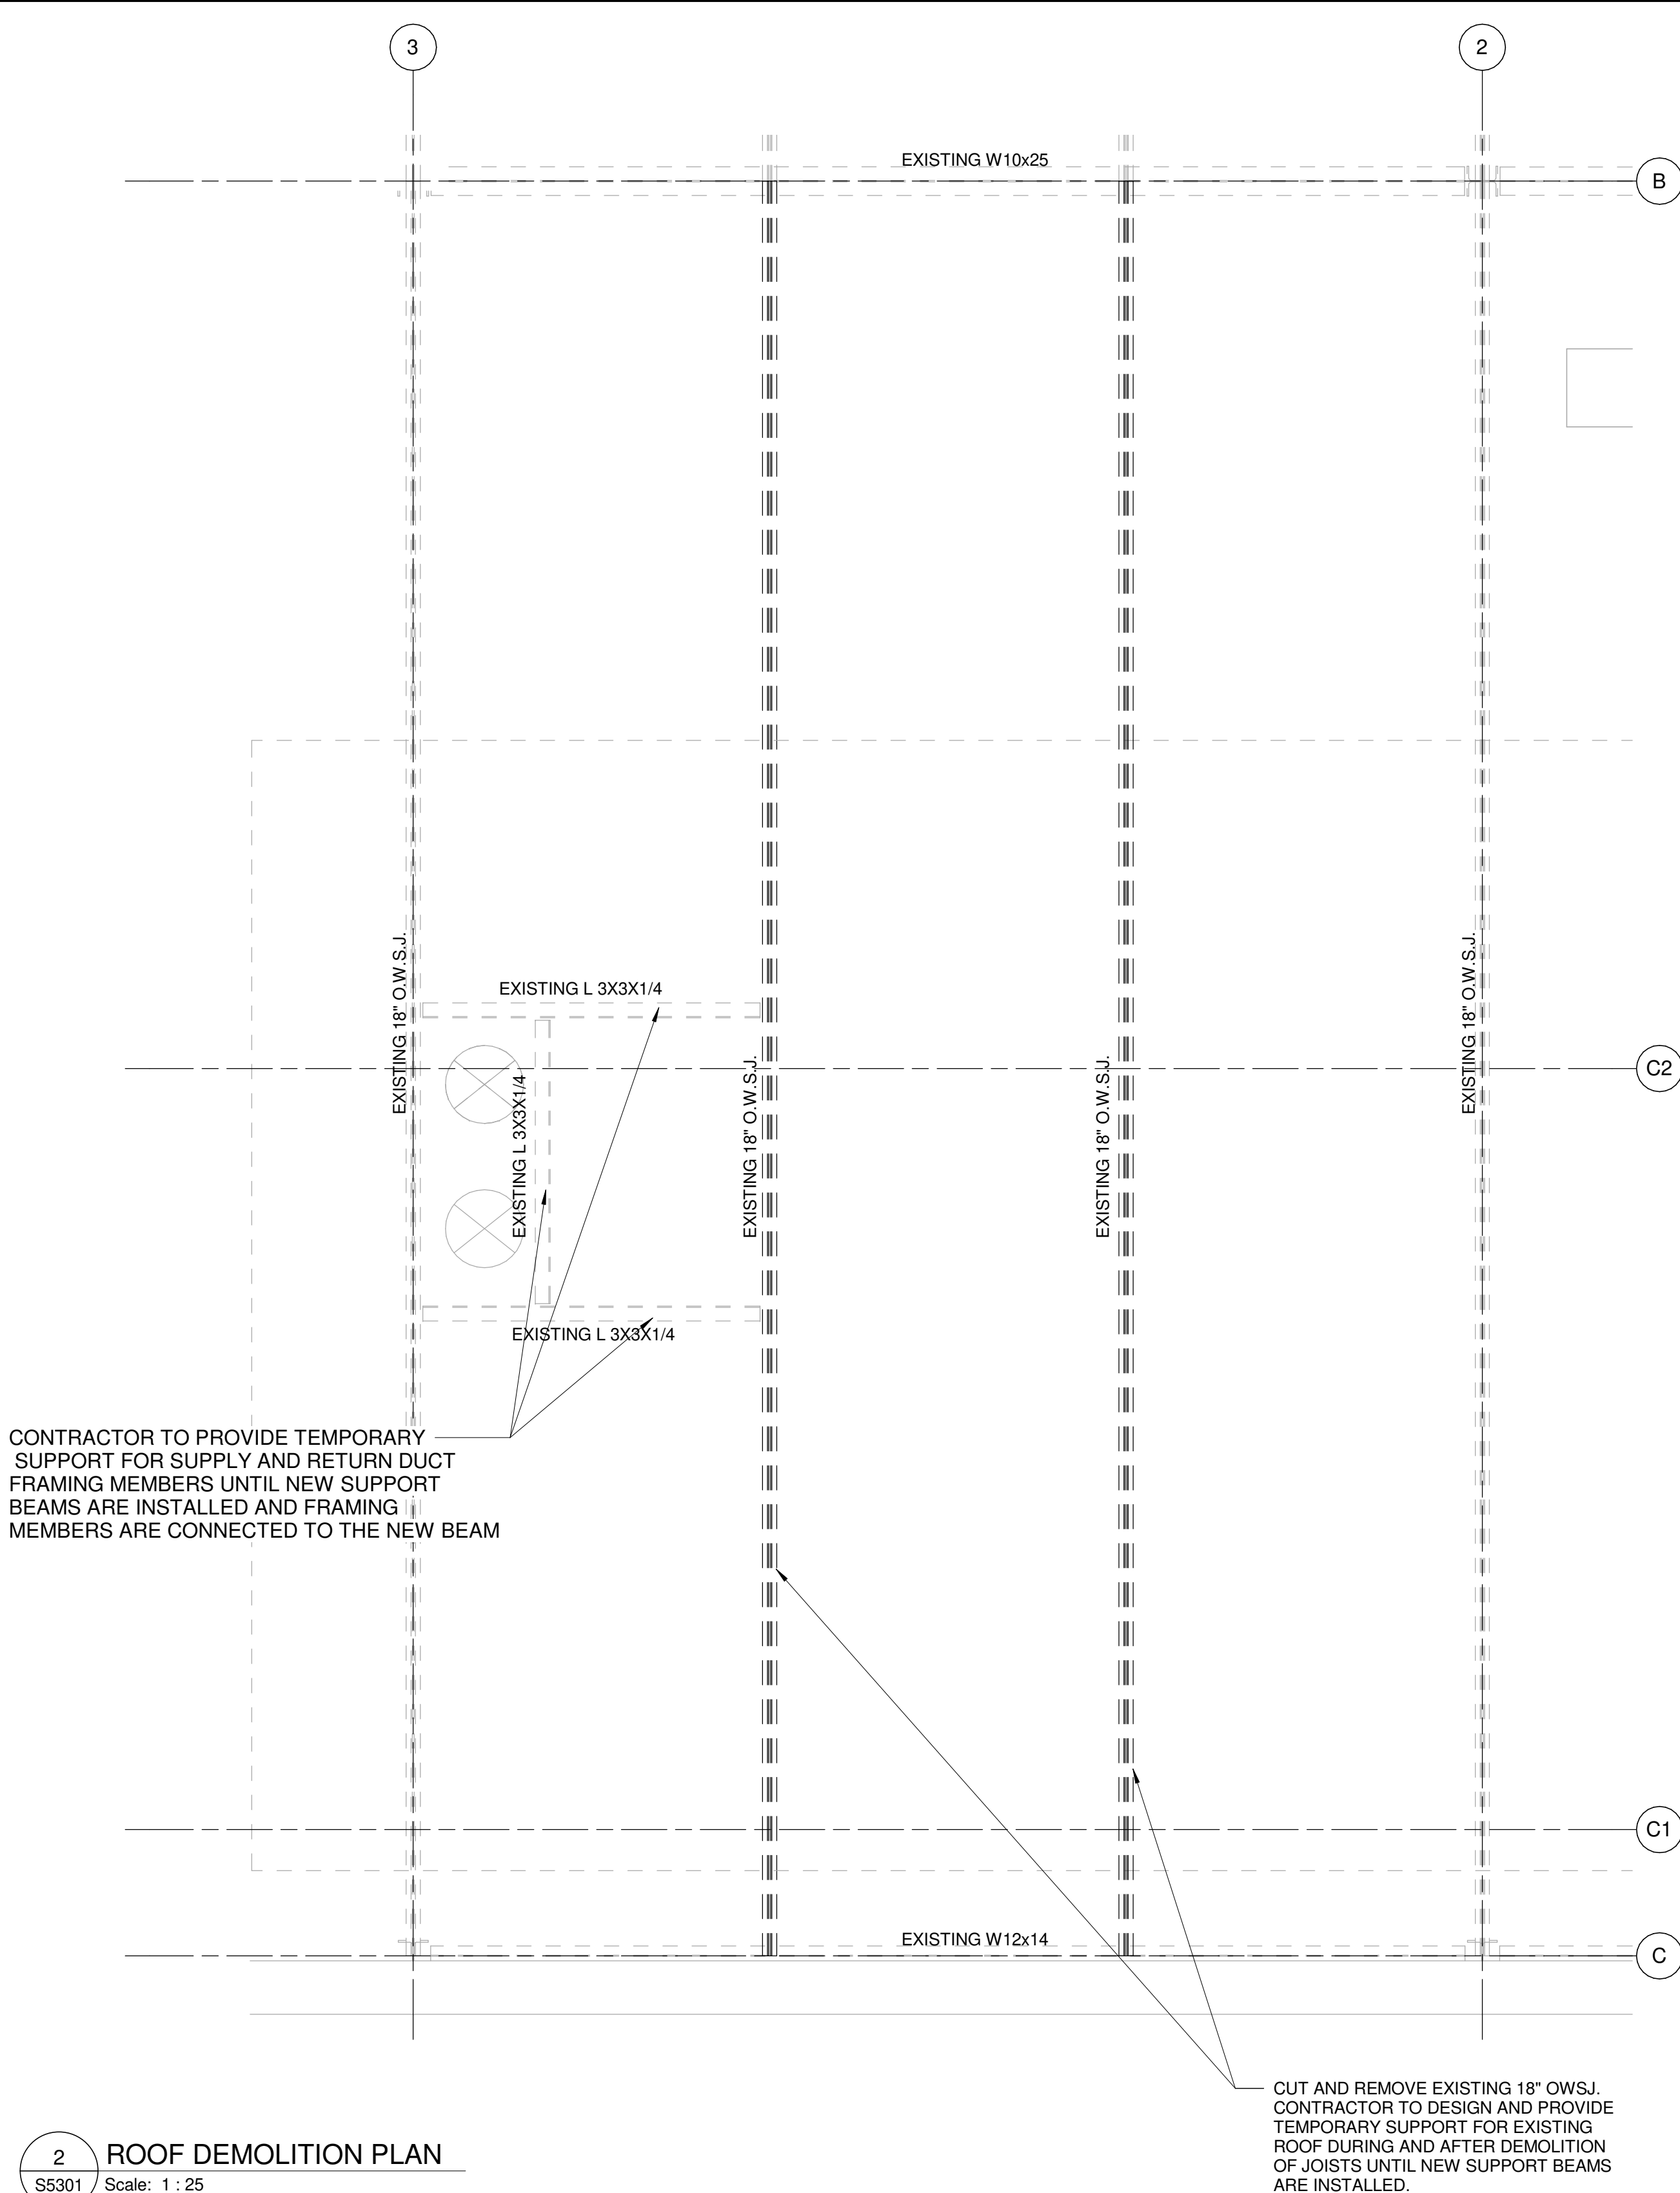 3
2
EXISTING W10x25
B
EXISTING 18" O.W.S.J.
EXISTING 18" O.W.S.J.
EXISTING L 3X3X1/4
EXISTING L 3X3X1/4
EXISTING 18" O.W.S.J.
EXISTING 18" O.W.S.J.
C2
EXISTING L 3X3X1/4
CONTRACTOR TO PROVIDE TEMPORARY
SUPPORT FOR SUPPLY AND RETURN DUCT
FRAMING MEMBERS UNTIL NEW SUPPORT
BEAMS ARE INSTALLED AND FRAMING
MEMBERS ARE CONNECTED TO THE NEW BEAM
C1
EXISTING W12x14
C
CUT AND REMOVE EXISTING 18" OWSJ.
CONTRACTOR TO DESIGN AND PROVIDE
TEMPORARY SUPPORT FOR EXISTING
ROOF DURING AND AFTER DEMOLITION
OF JOISTS UNTIL NEW SUPPORT BEAMS
ARE INSTALLED.
2
ROOF DEMOLITION PLAN
S5301
Scale: 1 : 25